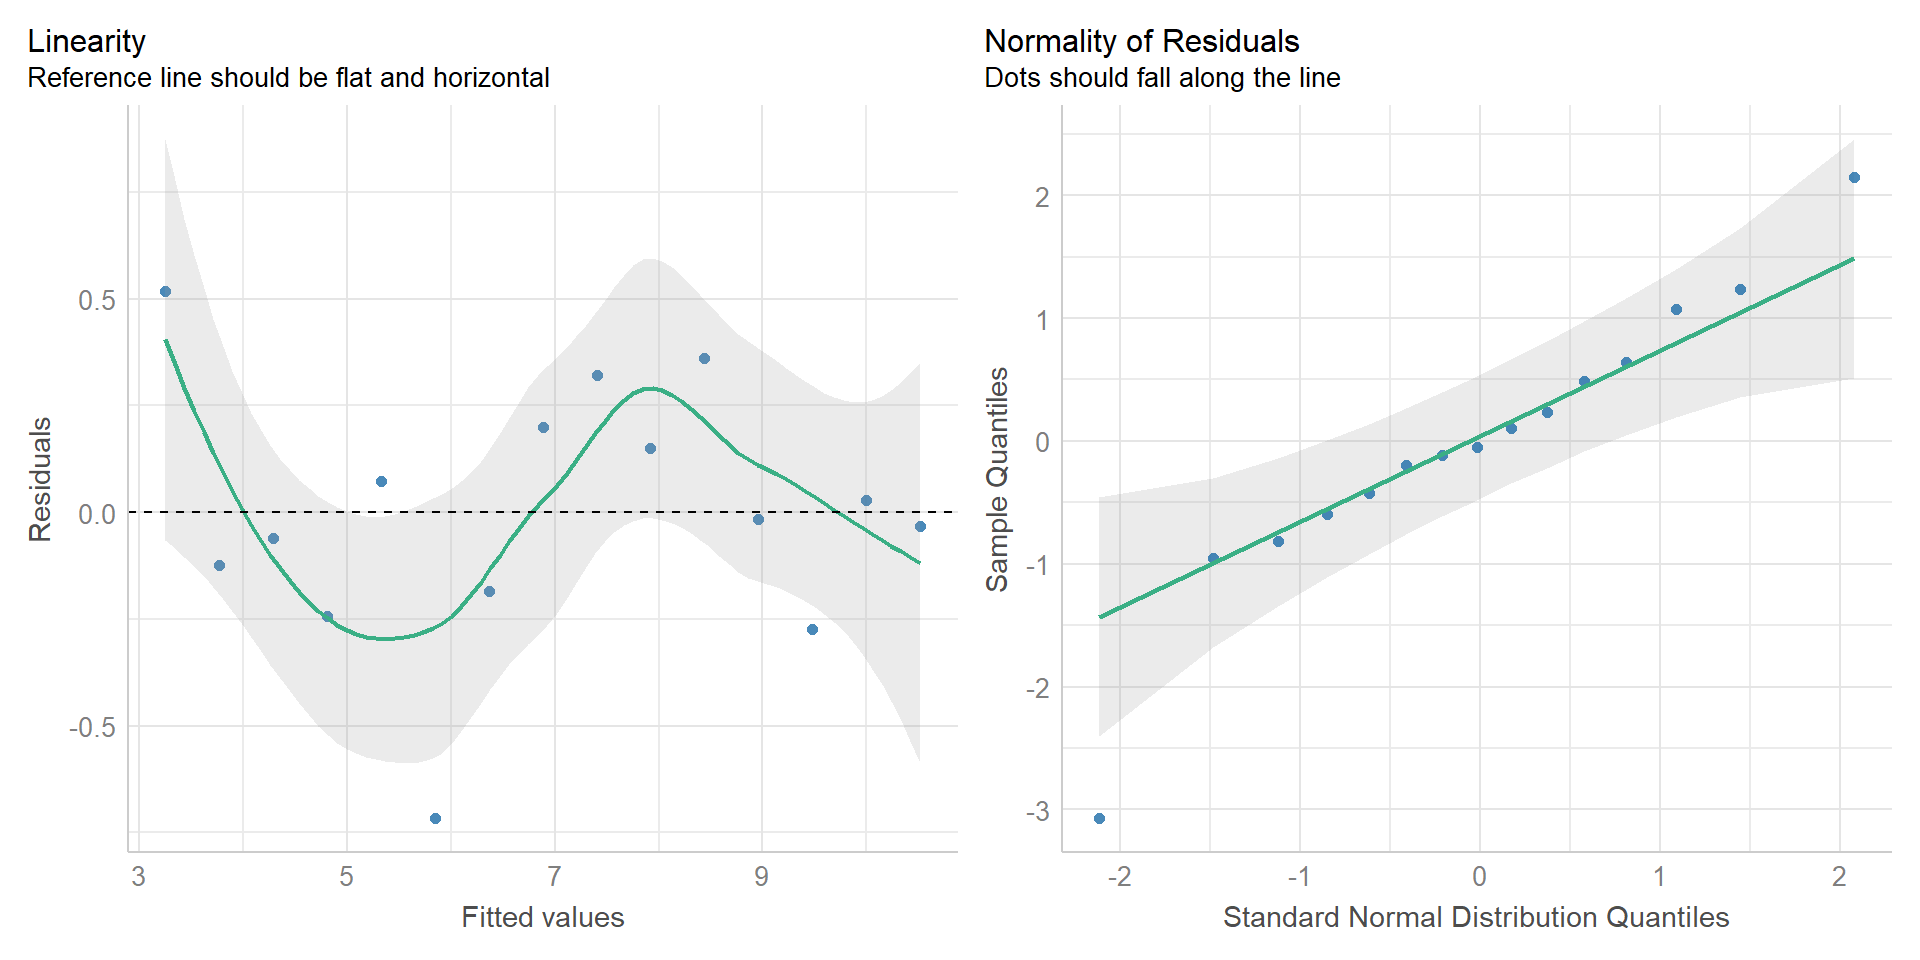 Linearity
Reference line should be flat and horizontal
0.5
0.0
-0.5
Residuals
3 5 7 9
Fitted values
Normality of Residuals
Dots should fall along the line
2
1
0
-1
-2
-3
Sample Quantiles
-2 -1 0 1 2
Standard Normal Distribution Quantiles